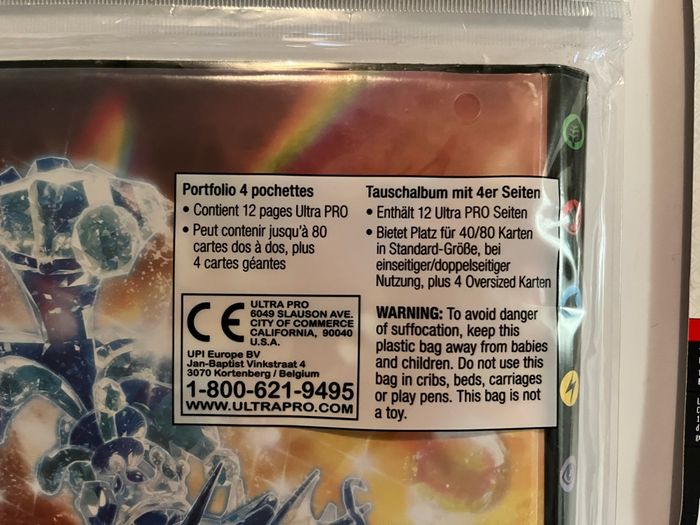 Portfolio 4 pochettes
• Contient 12 pages Ultra PRO
• Peut contenir jusqu'à 80
cartes dos à dos, plus
4 cartes géantes
Tauschalbum mit 4er Seiten
• Enthält 12 Ultra PRO Seiten
• Bietet Platz für 40/80 Karten
in Standard-Größe, bei
einseitiger/doppelseitiger
Nutzung, plus 4 Oversized Karten
CE
ULTRA PRO
6049 SLAUSON AVE.
CITY OF COMMERCE
CALIFORNIA, 90040
U.S.A.
UPI Europe BV
Jan-Baptist Vinkstraat 4
3070 Kortenberg / Belgium
1-800-621-9495
WWW.ULTRAPRO.COM
WARNING: To avoid danger
of suffocation, keep this
plastic bag away from babies
and children. Do not use this
bag in cribs, beds, carriages
or play pens. This bag is not
a toy.